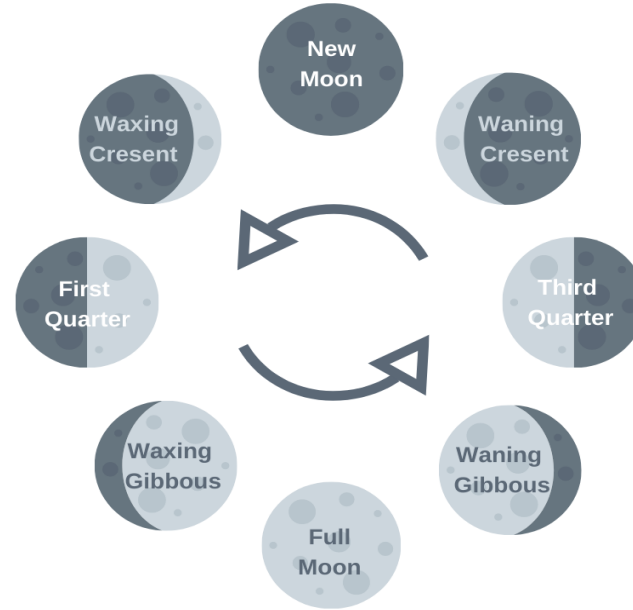 New
Moon
Waxing
Cresent
Waning
Cresent
First
Quarter
Third
Quarter
Waxing
Gibbous
Waning
Gibbous
Full
Moon